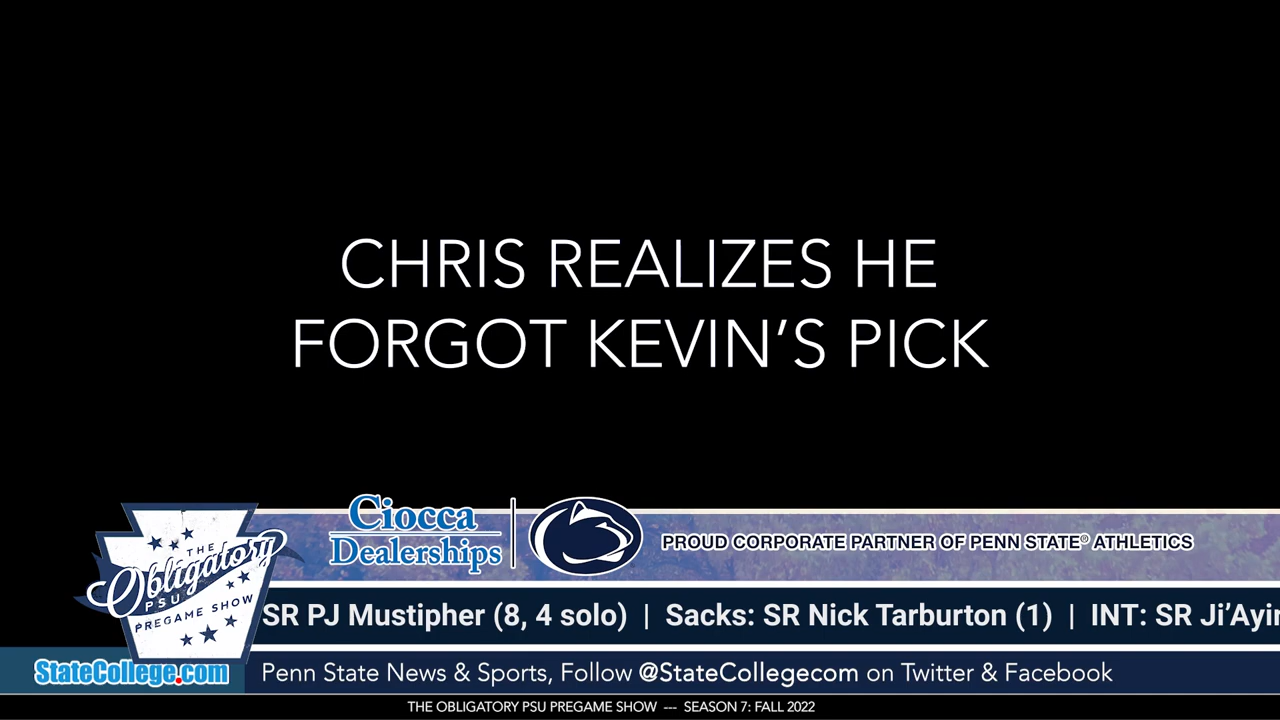 CHRIS REALIZES HE
FORGOT KEVIN’S PICK
Ciocca
Dealerships
PROUD CORPORATE PARTNER OF PENN STATE® ATHLETICS
THE
Obligatory
PSU
PREGAME SHOW
SR PJ Mustipher (8, 4 solo) | Sacks: SR Nick Tarburton (1) | INT: SR Ji’Ayir
StateCollege.com
Penn State News & Sports, Follow @StateCollegecom on Twitter & Facebook
THE OBLIGATORY PSU PREGAME SHOW --- SEASON 7: FALL 2022